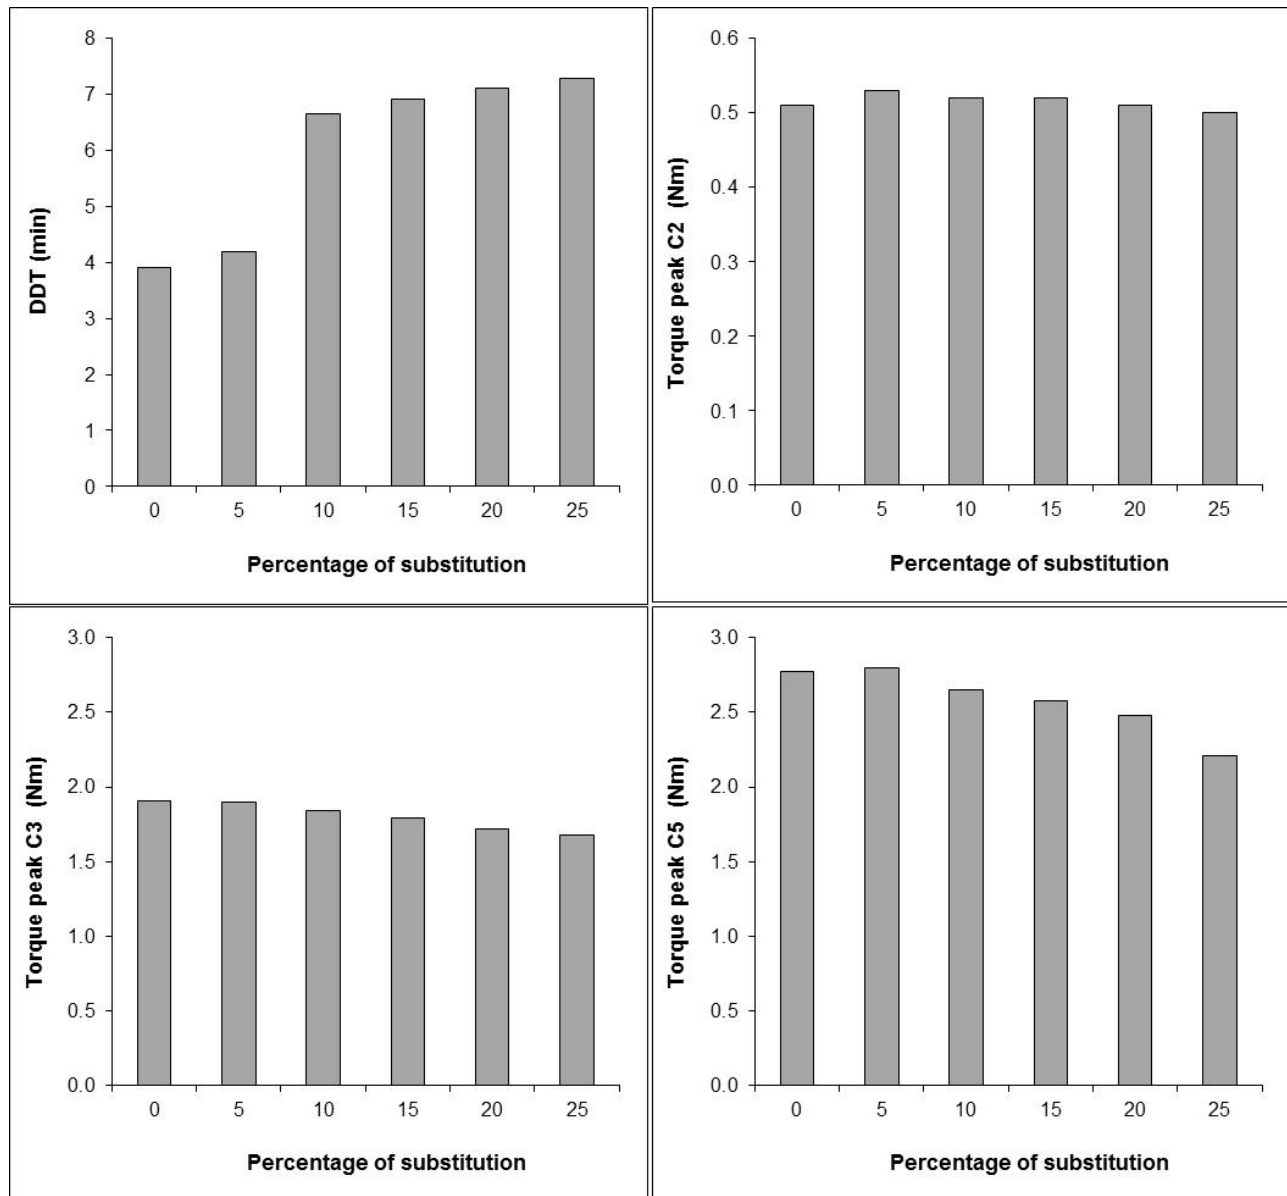 8
7
6
5
4
3
2
1
0
DDT (min)
0 5 10 15 20 25
Percentage of substitution
0.6
0.5
0.4
0.3
0.2
0.1
0.0
Torque peak C2 (Nm)
0 5 10 15 20 25
Percentage of substitution
3.0
2.5
2.0
1.5
1.0
0.5
0.0
Torque peak C3 (Nm)
0 5 10 15 20 25
Percentage of substitution
3.0
2.5
2.0
1.5
1.0
0.5
0.0
Torque peak C5 (Nm)
0 5 10 15 20 25
Percentage of substitution